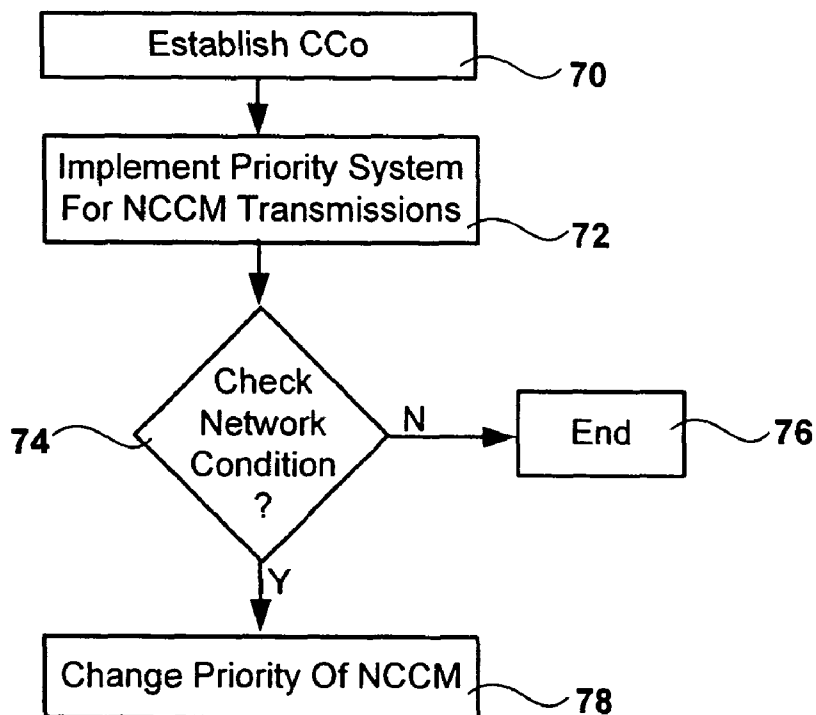 Establish CCo
70
Implement Priority System
For NCCM Transmissions
72
Check
Network
Condition
?
74
N
End
76
Y
Change Priority Of NCCM
78